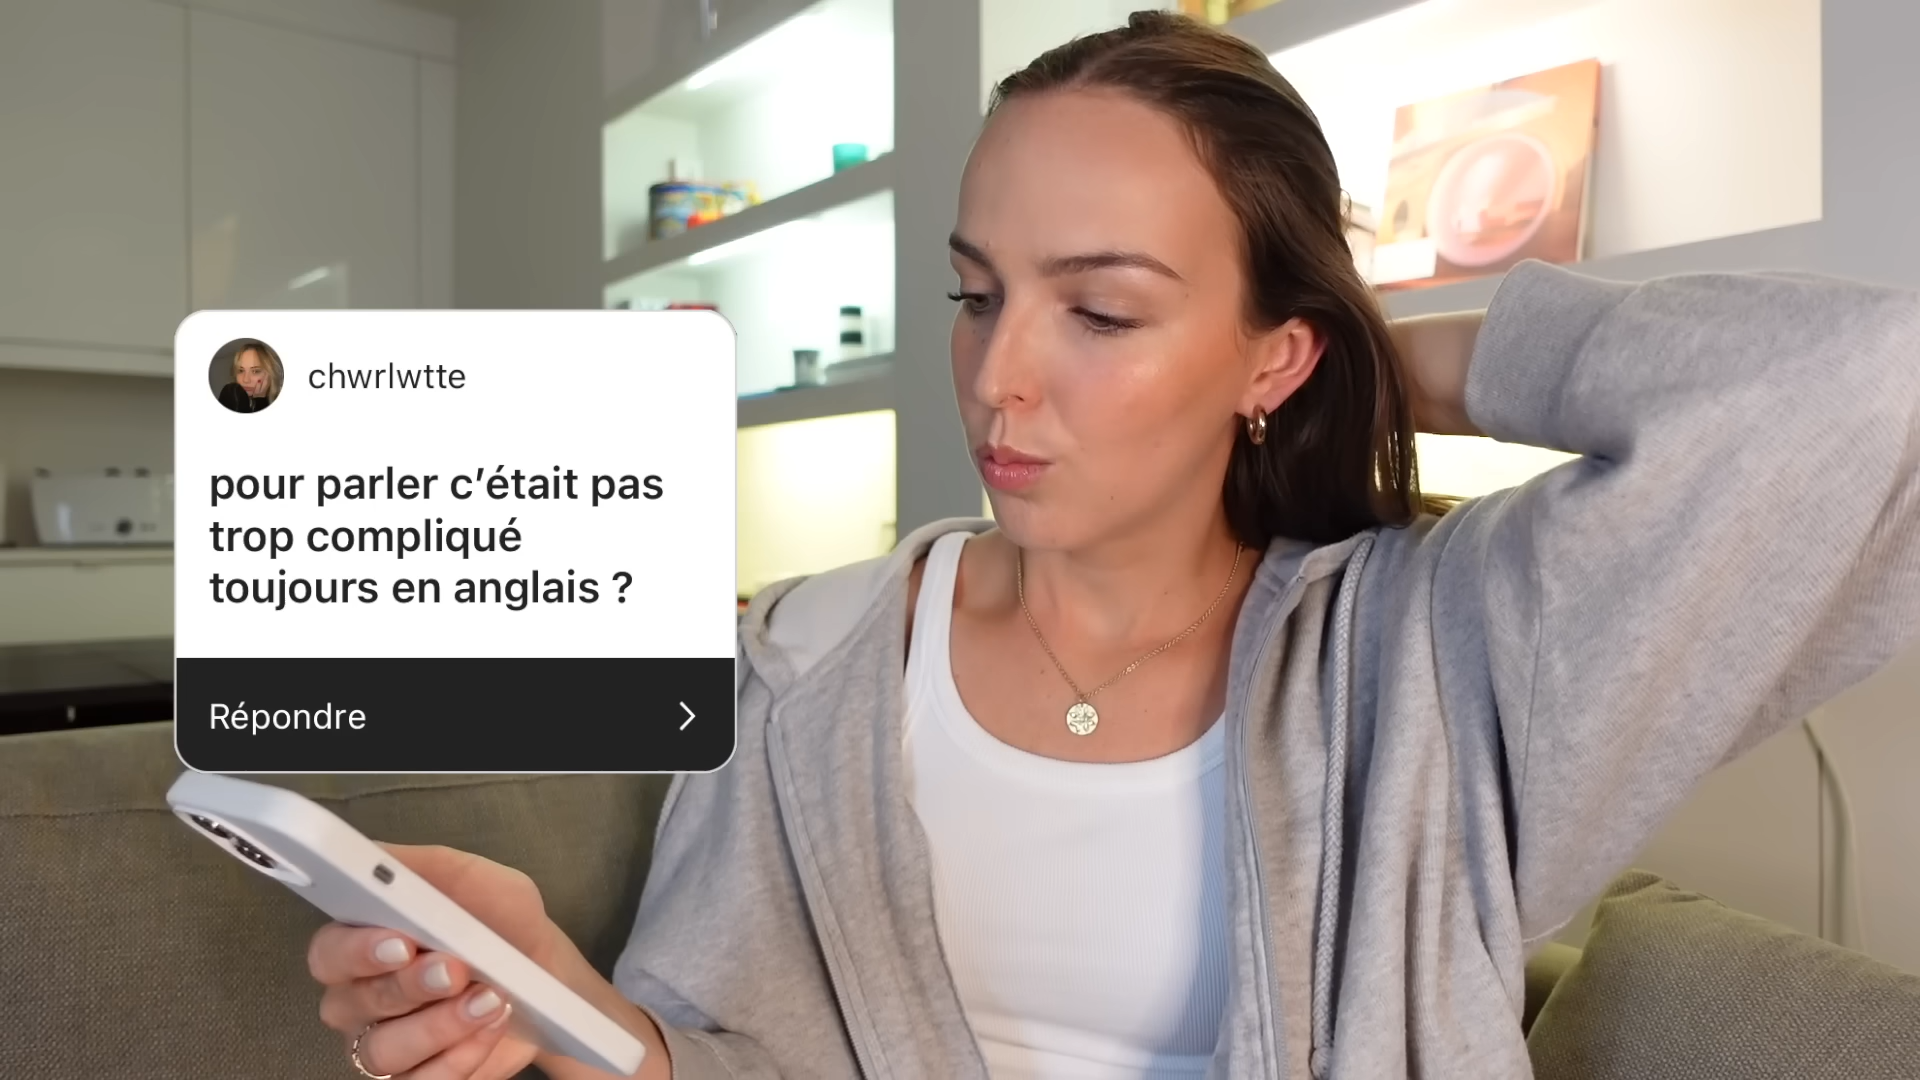 chwrlwtte
pour parler c’était pas
trop compliqué
toujours en anglais ?
Répondre